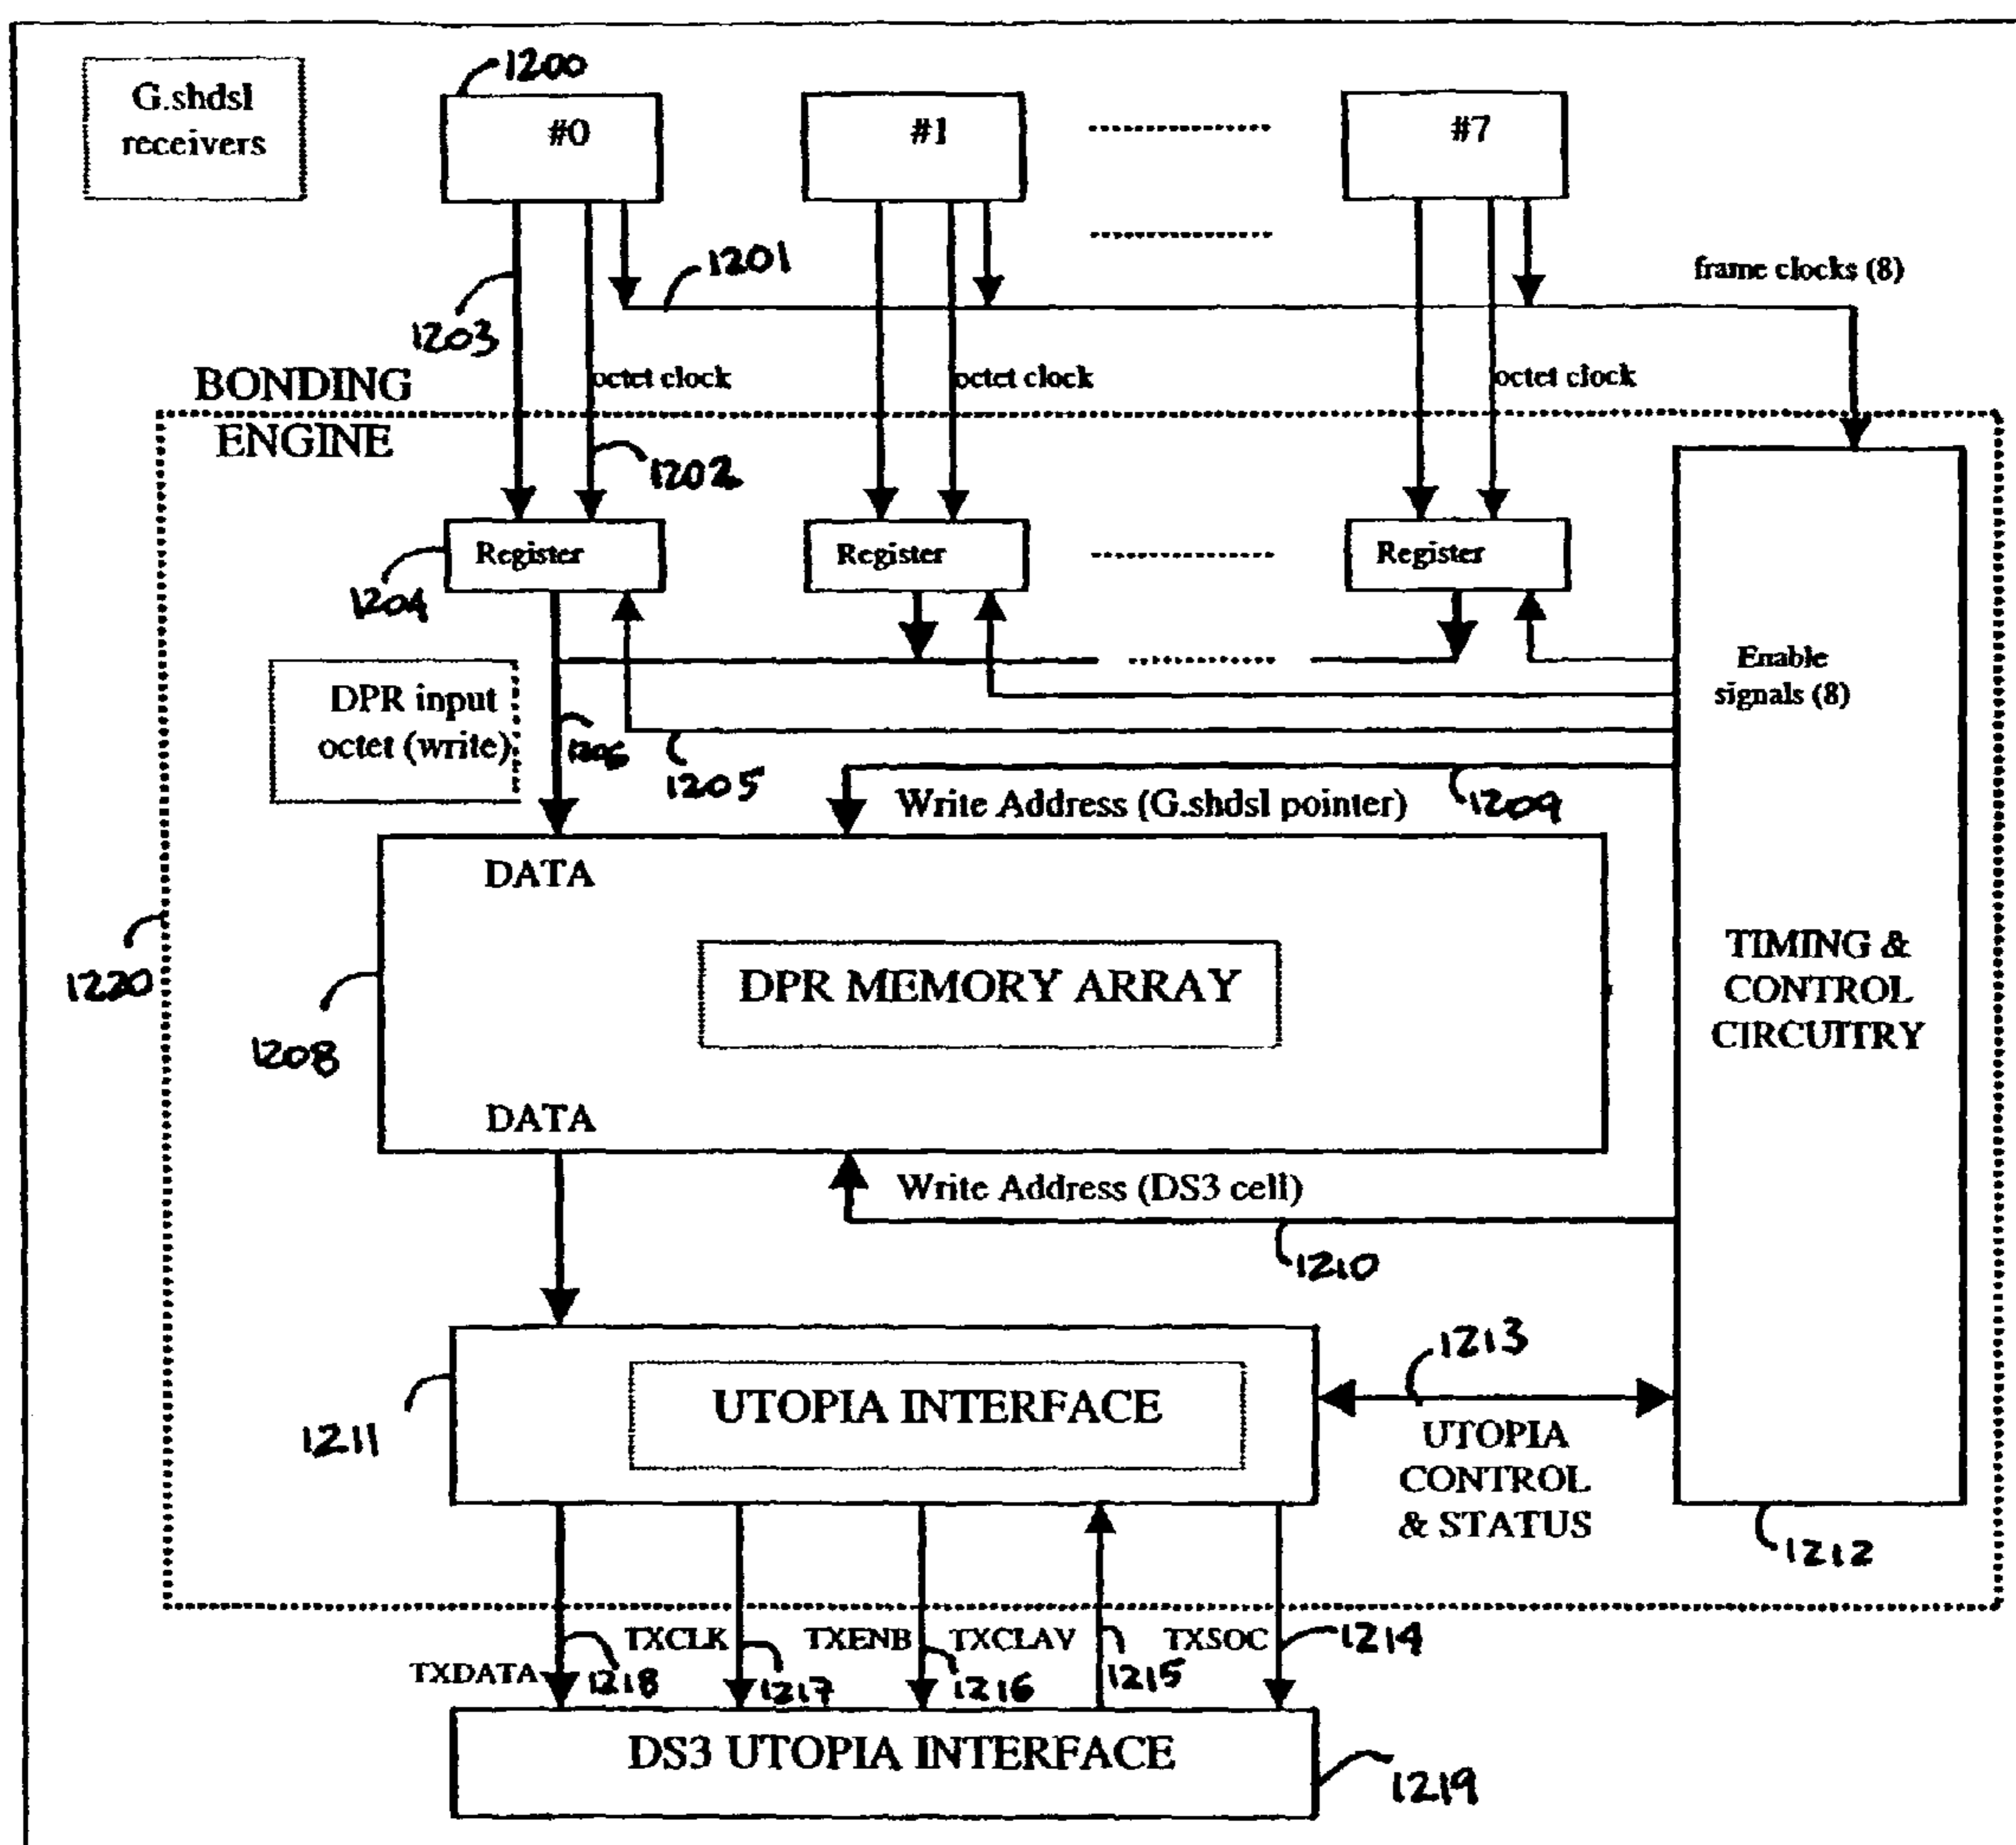 1200
G.shdsl
receivers
#0
#1
#7
1201
frame clocks (8)
1203
octet clock
octet clock
octet clock
BONDING
ENGINE
1202
Register
Register
Register
1204
DPR input
octet (write)
1206
Enable
signals (8)
1205
Write Address (G.shdsl pointer)
1209
DATA
DPR MEMORY ARRAY
TIMING &
CONTROL
CIRCUITRY
1220
1208
DATA
Write Address (DS3 cell)
1210
1213
UTOPIA INTERFACE
1211
UTOPIA
CONTROL
& STATUS
1212
TXDATA
1218
TXCLK
1217
TXENB
1216
TXCLAV
1215
TXSOC
1214
DS3 UTOPIA INTERFACE
1219